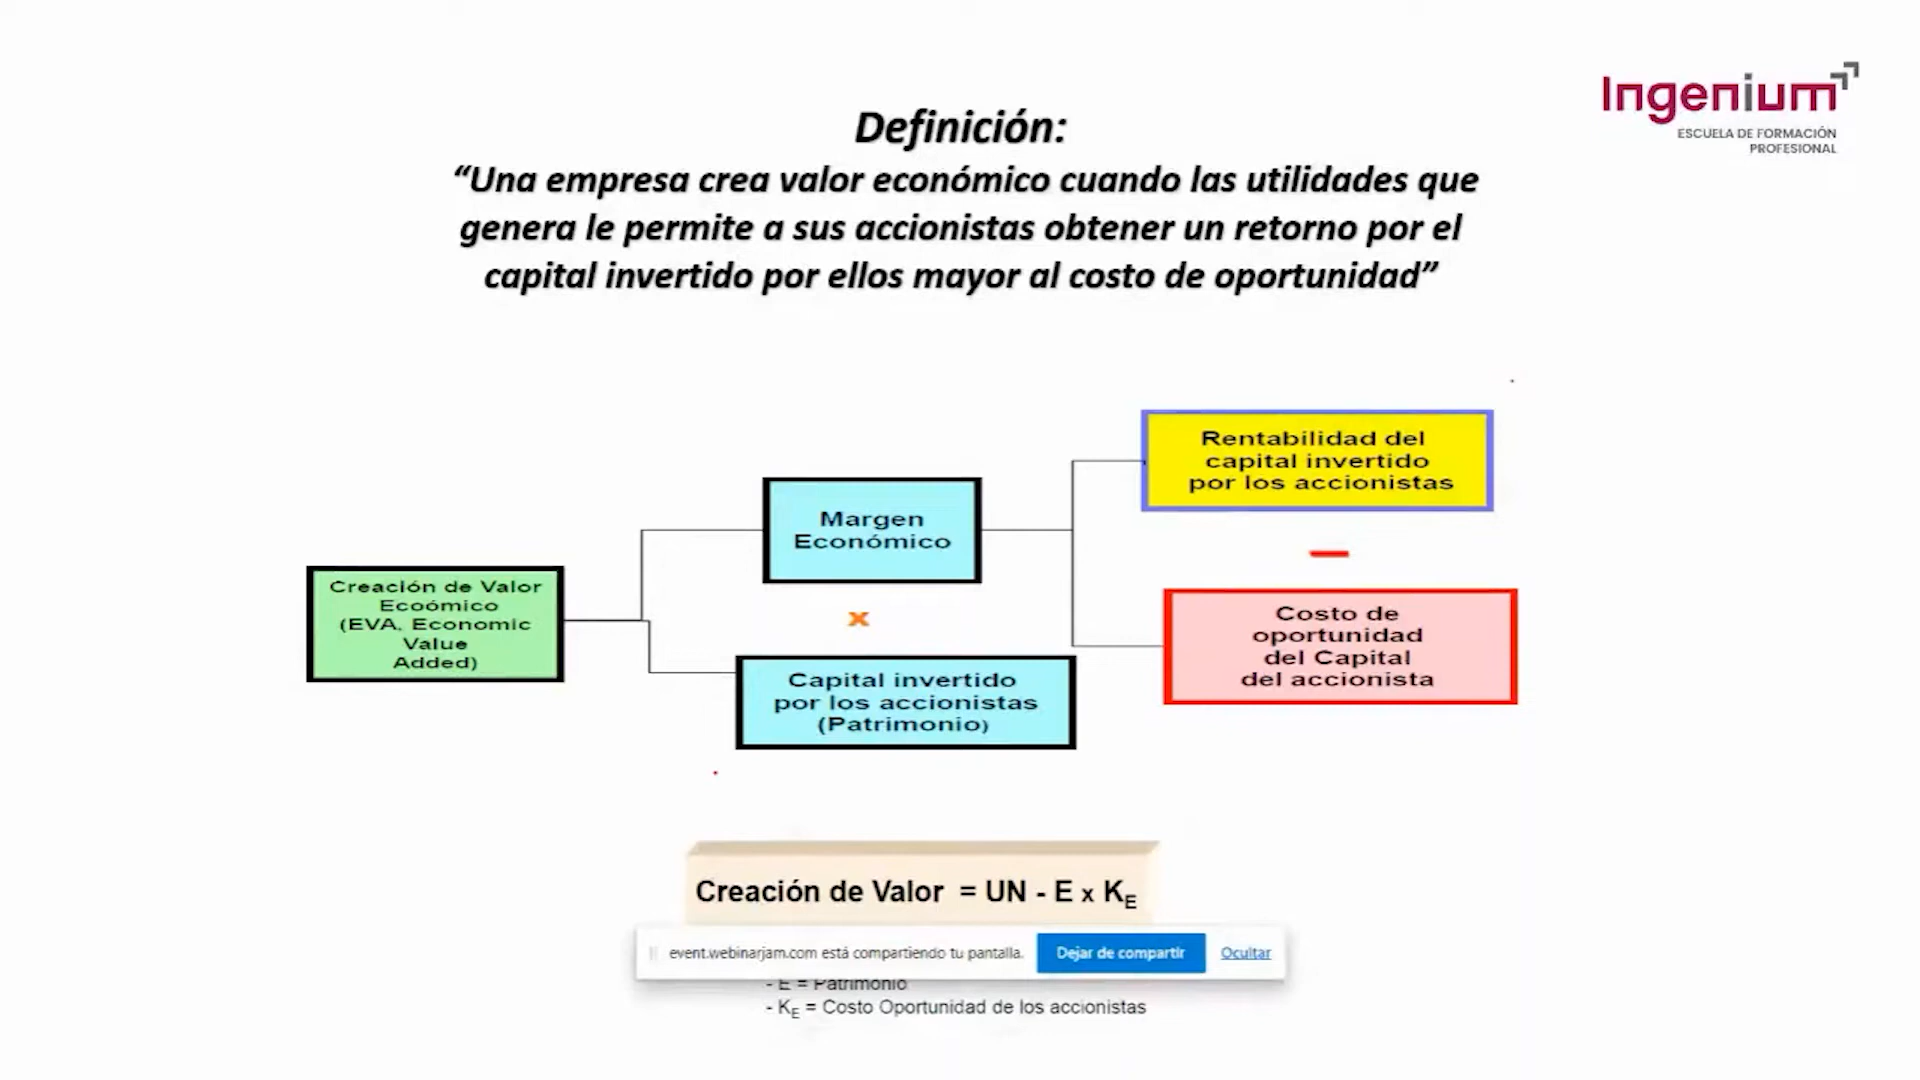 Ingenium
ESCUELA DE FORMACIÓN
PROFESIONAL
Definición:
“Una empresa crea valor económico cuando las utilidades que
genera le permite a sus accionistas obtener un retorno por el
capital invertido por ellos mayor al costo de oportunidad”
Rentabilidad del
capital invertido
por los accionistas
Margen
Económico
Creación de Valor
Ecoómico
(EVA, Economic
Value
Added)
x
Capital invertido
por los accionistas
(Patrimonio)
Costo de
oportunidad
del Capital
del accionista
Creación de Valor = UN - E x KE
event.webinarjam.com está compartiendo tu pantalla.
Dejar de compartir
Ocultar
- E = Patrimonio
- KE = Costo Oportunidad de los accionistas